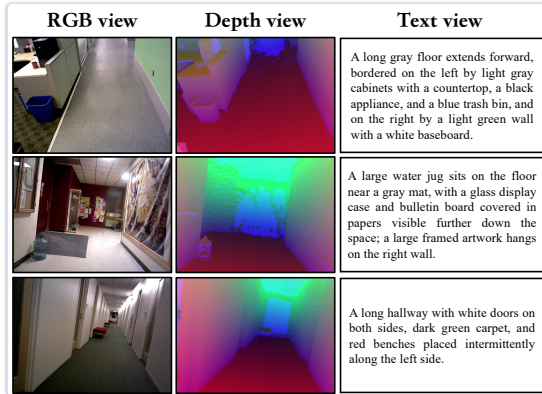 RGB view
Depth view
Text view
A long gray floor extends forward,
bordered on the left by light gray
cabinets with a countertop, a black
appliance, and a blue trash bin, and
on the right by a light green wall
with a white baseboard.
A large water jug sits on the floor
near a gray mat, with a glass display
case and bulletin board covered in
papers visible further down the
space; a large framed artwork hangs
on the right wall.
A long hallway with white doors on
both sides, dark green carpet, and
red benches placed intermittently
along the left side.